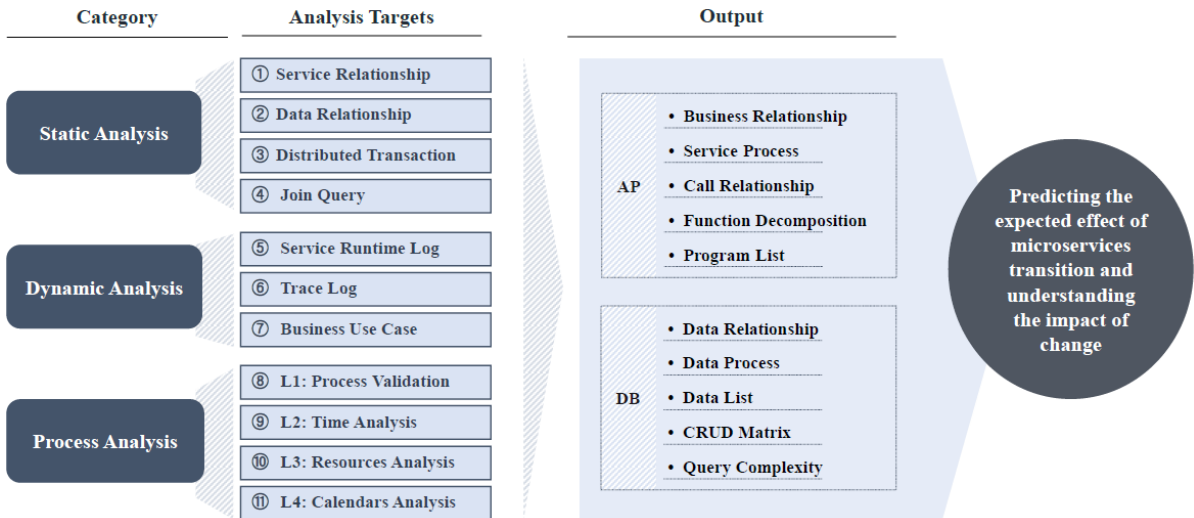 Category
Analysis Targets
Output
Static Analysis
① Service Relationship
② Data Relationship
③ Distributed Transaction
④ Join Query
Dynamic Analysis
⑤ Service Runtime Log
⑥ Trace Log
⑦ Business Use Case
Process Analysis
⑧ L1: Process Validation
⑨ L2: Time Analysis
⑩ L3: Resources Analysis
⑪ L4: Calendars Analysis
AP
• Business Relationship
• Service Process
• Call Relationship
• Function Decomposition
• Program List
DB
• Data Relationship
• Data Process
• Data List
• CRUD Matrix
• Query Complexity
Predicting the
expected effect of
microservices
transition and
understanding
the impact of
change